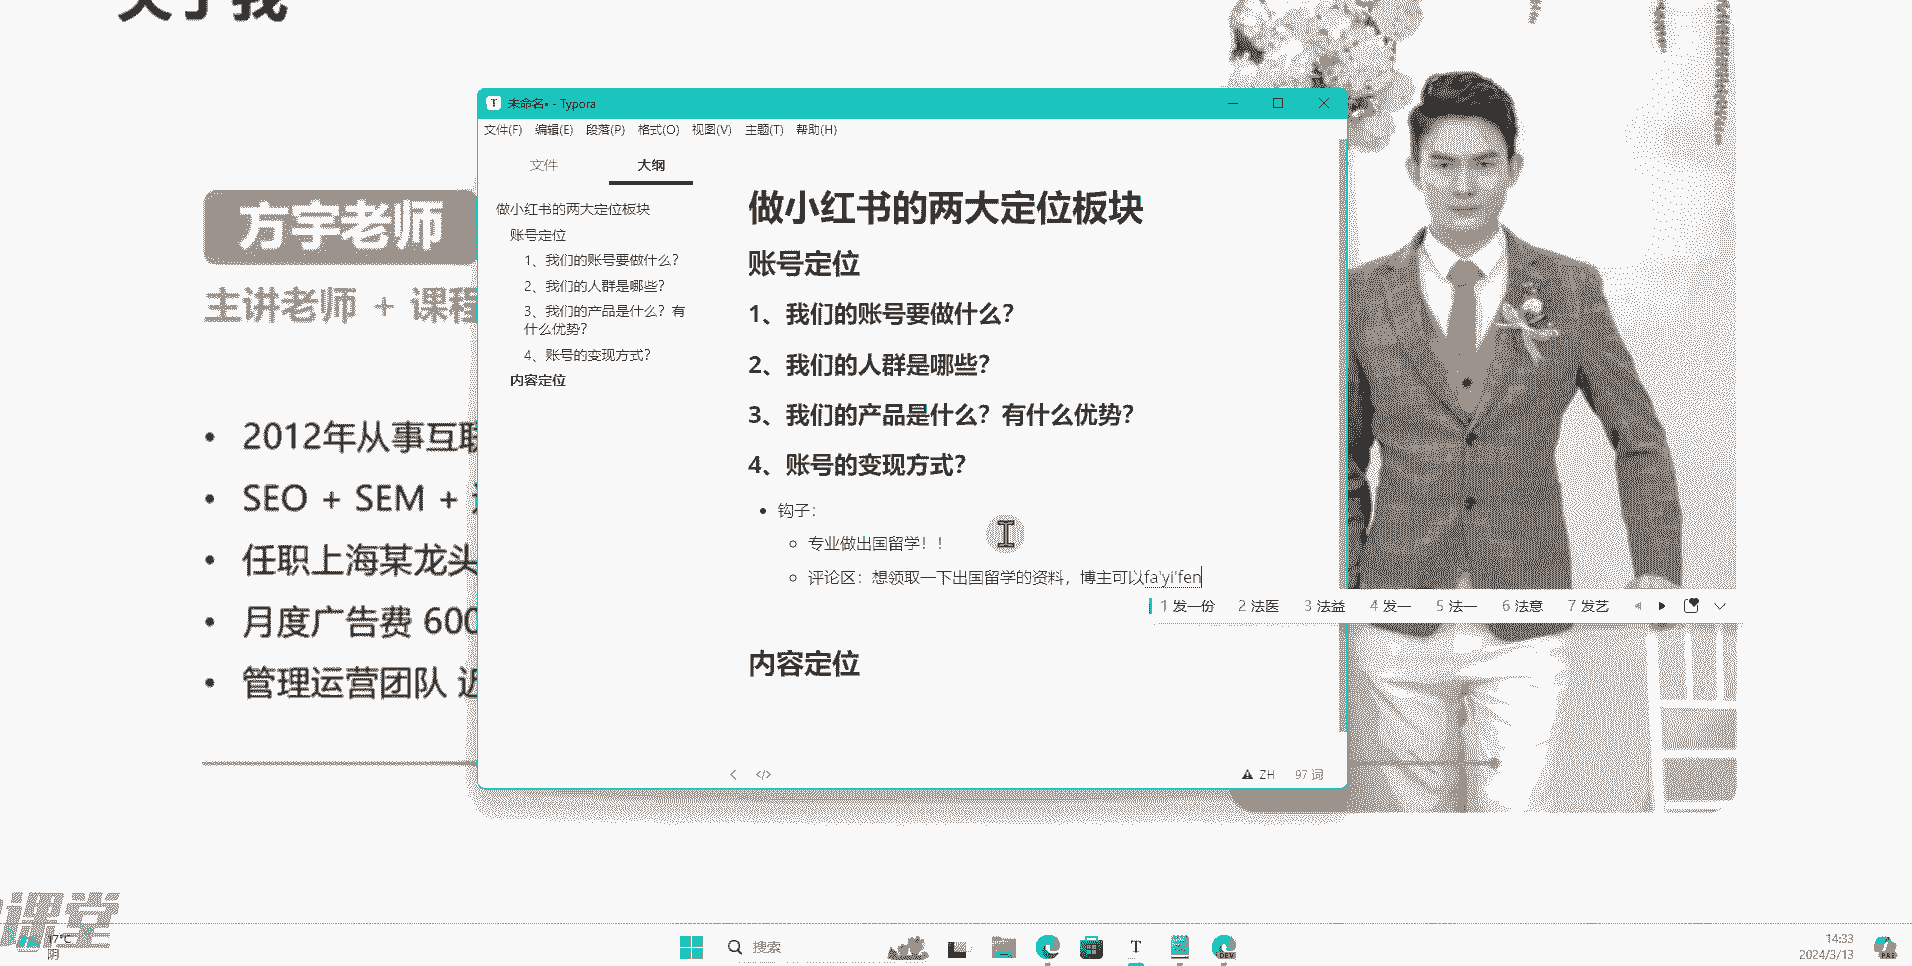 关于我
方宇老师
主讲老师 + 课程
2012年从事互联
SEO + SEM +
任职上海某龙头
月度广告费 600
管理运营团队 近
未命名• - Typora
文件(F) 编辑(E) 段落(P) 格式(O) 视图(V) 主题(T) 帮助(H)
文件 大纲
做小红书的两大定位板块
账号定位
1、我们的账号要做什么?
2、我们的人群是哪些?
3、我们的产品是什么？有
什么优势?
4、账号的变现方式?
内容定位
做小红书的两大定位板块
账号定位
1、我们的账号要做什么?
2、我们的人群是哪些?
3、我们的产品是什么？有什么优势?
4、账号的变现方式?
钩子：
专业做出国留学！！
评论区：想领取一下出国留学的资料，博主可以fa'yi'fen
1 发一份 2 法医 3 法益 4 发一 5 法一 6 法意 7 发艺
内容定位
</> ZH 97 词
课堂
17°C
阴
搜索
DEV
14:33
2024/3/13
PRE